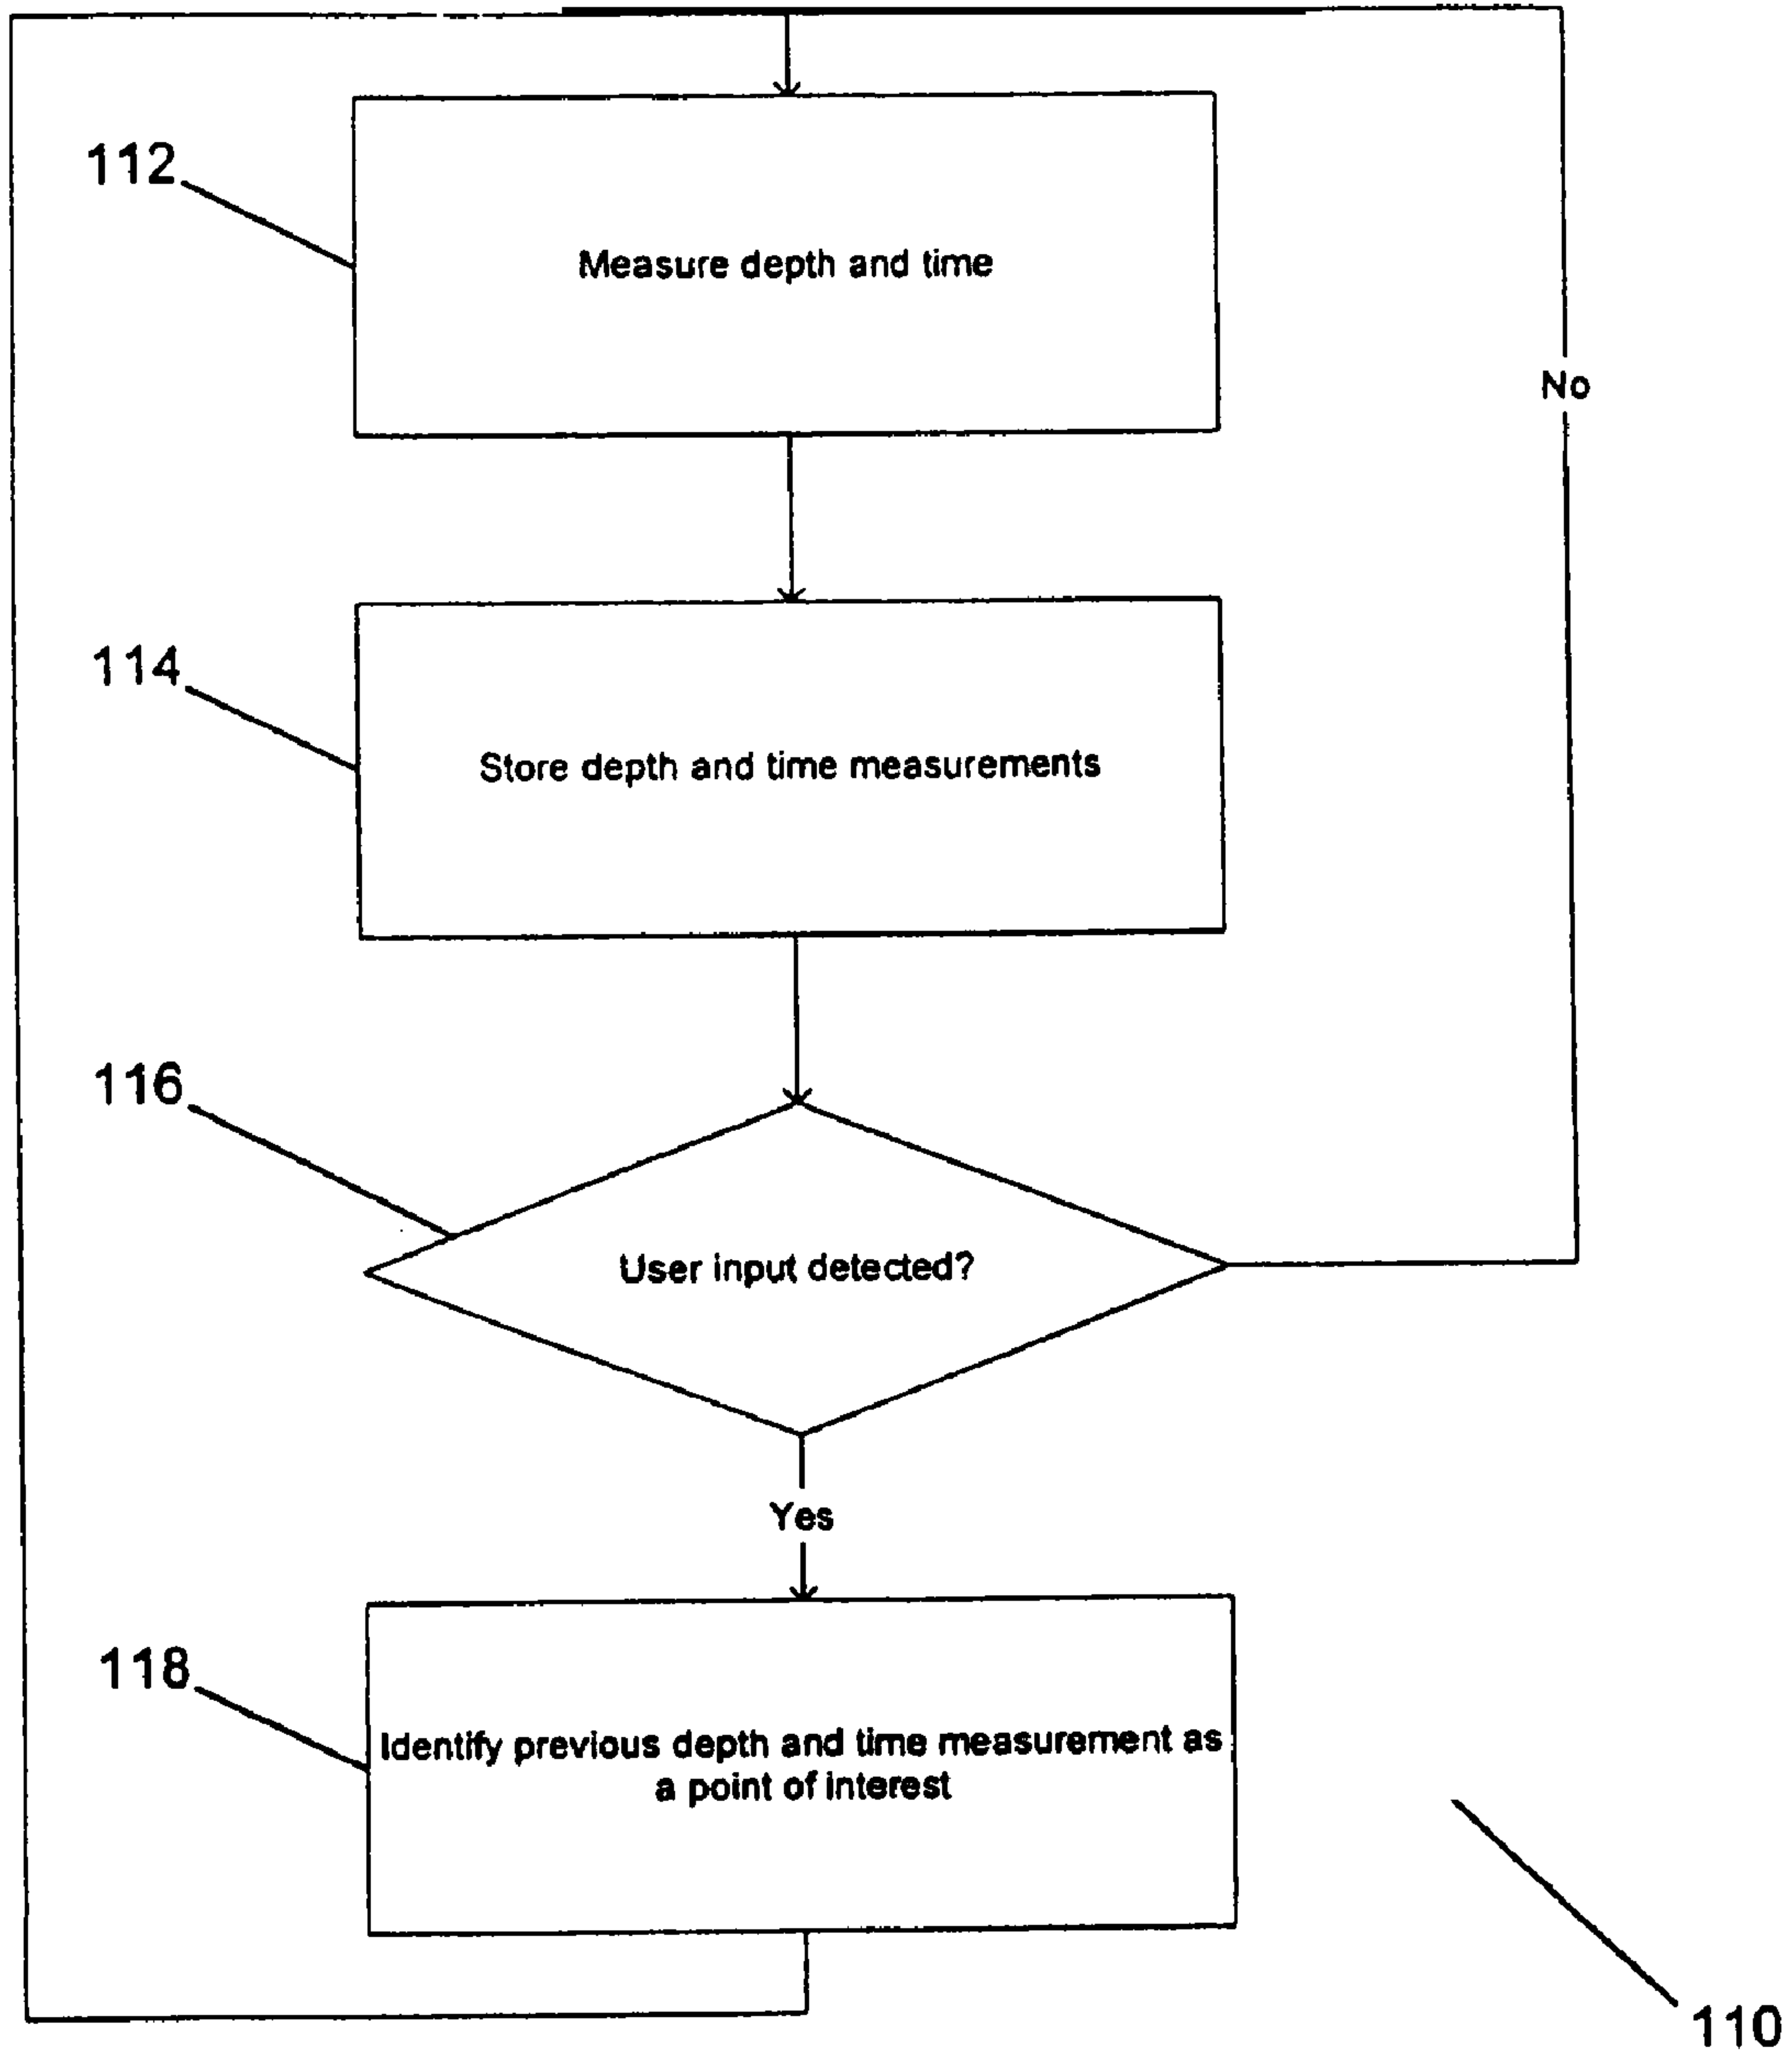 112
Measure depth and time
No
114
Store depth and time measurements
116
User input detected?
Yes
118
Identify previous depth and time measurement as
a point of interest
110